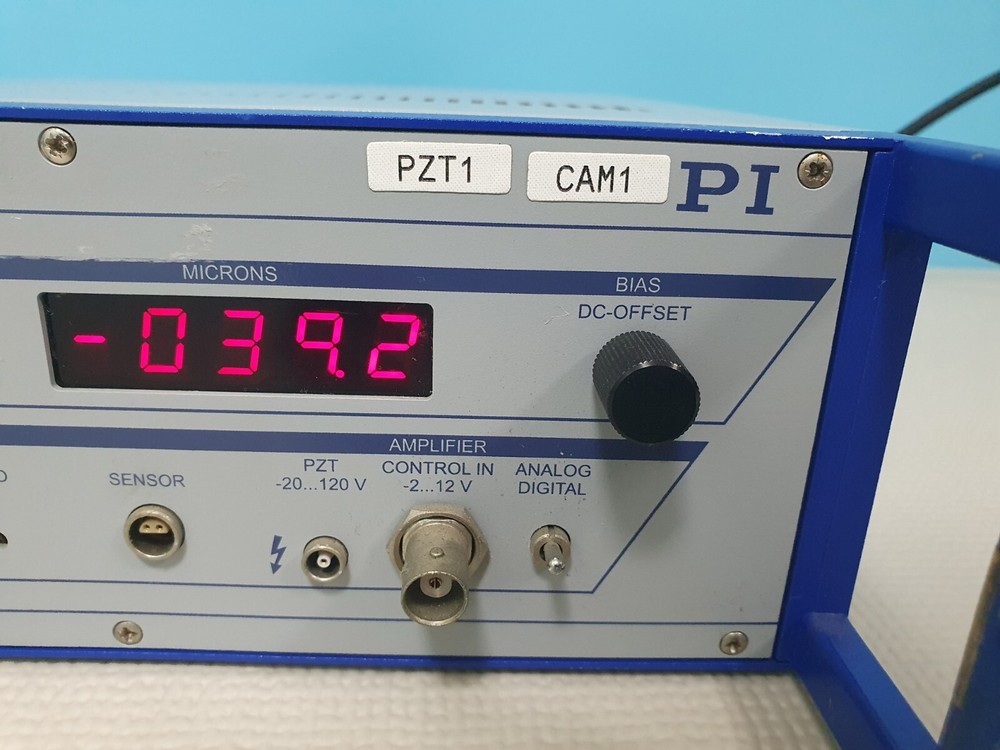 PZT1
CAM1
PI
MICRONS
-039.2
BIAS
DC-OFFSET
AMPLIFIER
SENSOR
PZT
-20...120 V
CONTROL IN
-2...12 V
ANALOG
DIGITAL